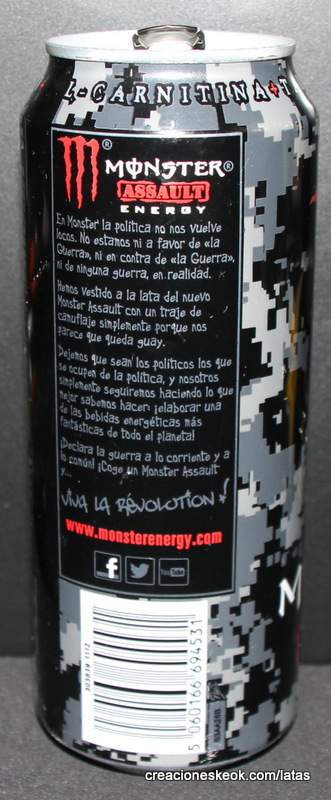 L-CARNITINA+T
MONSTER®
ASSAULT
ENERGY
En Monster la política no nos vuelve
locos. No estamos ni a favor de «la
Guerra», ni en contra de «la Guerra»,
ni de ninguna guerra, en realidad.
Hemos vestido a la lata del nuevo
Monster Assault con un traje de
camuflaje simplemente porque nos
parece que queda guay.
Dejemos que sean los políticos los que
se ocupen de la política, y nosotros
simplemente seguiremos haciendo lo que
mejor sabemos hacer: ¡elaborar una
de las bebidas energéticas más
fantásticas de todo el planeta!
¡Declara la guerra a lo corriente y a
lo común! ¡Coge un Monster Assault
y...
VIVA LA RÉVOLUTION!
www.monsterenergy.com
f
You Tube
303839 1112
5 060166 694531
M
creacioneskeok.com/latas